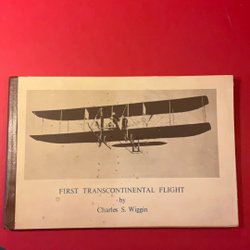 FIRST TRANSCONTINENTAL FLIGHT
by
Charles S. Wiggin